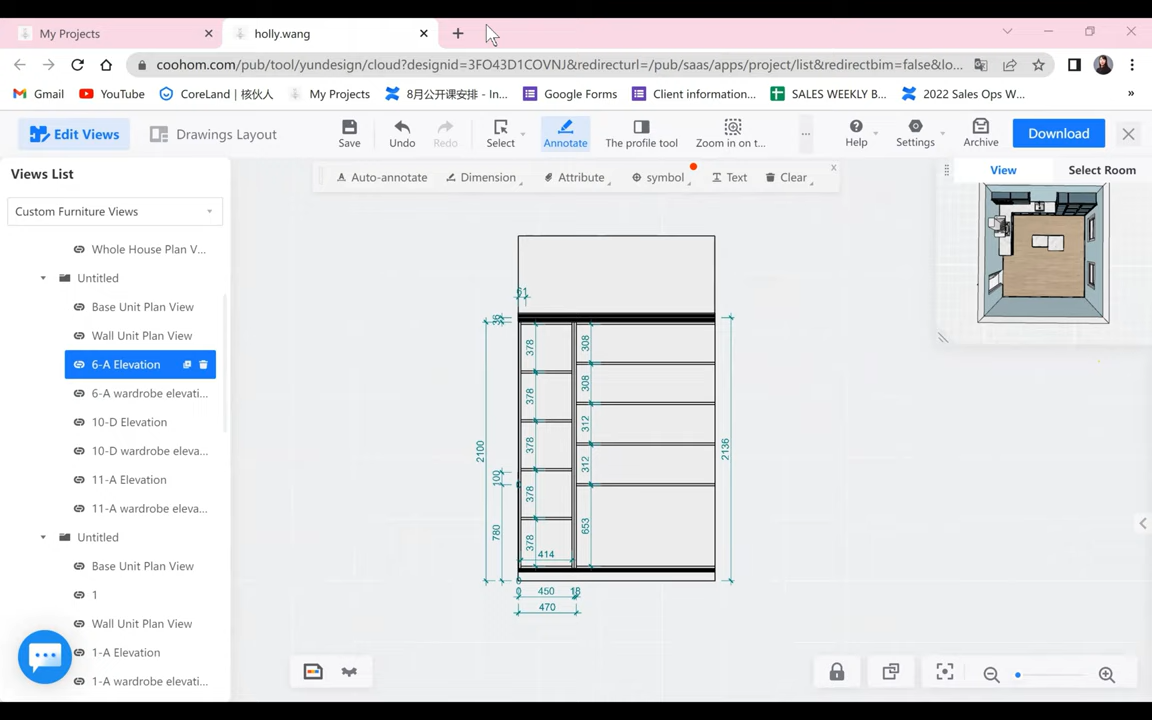 My Projects
holly.wang
coohom.com/pub/tool/yundesign/cloud?designid=3FO43D1COVNJ&redirecturl=/pub/saas/apps/project/list&redirectbim=false&lo...
Gmail
YouTube
CoreLand | 核伙人
My Projects
8月公开课安排 - In...
Google Forms
Client information...
SALES WEEKLY B...
2022 Sales Ops W...
»
Edit Views
Drawings Layout
Save
Undo
Redo
Select
Annotate
The profile tool
Zoom in on t...
...
Help
Settings
Archive
Download
Views List
Auto-annotate
Dimension
Attribute
symbol
Text
Clear
x
View
Select Room
Custom Furniture Views
Whole House Plan V...
Untitled
Base Unit Plan View
Wall Unit Plan View
6-A Elevation
6-A wardrobe elevati...
10-D Elevation
10-D wardrobe eleva...
11-A Elevation
11-A wardrobe eleva...
Untitled
Base Unit Plan View
1
Wall Unit Plan View
1-A Elevation
1-A wardrobe elevati...
51
36
378
308
378
308
312
2100
378
312
2136
100
378
780
653
378
414
0
450
18
470